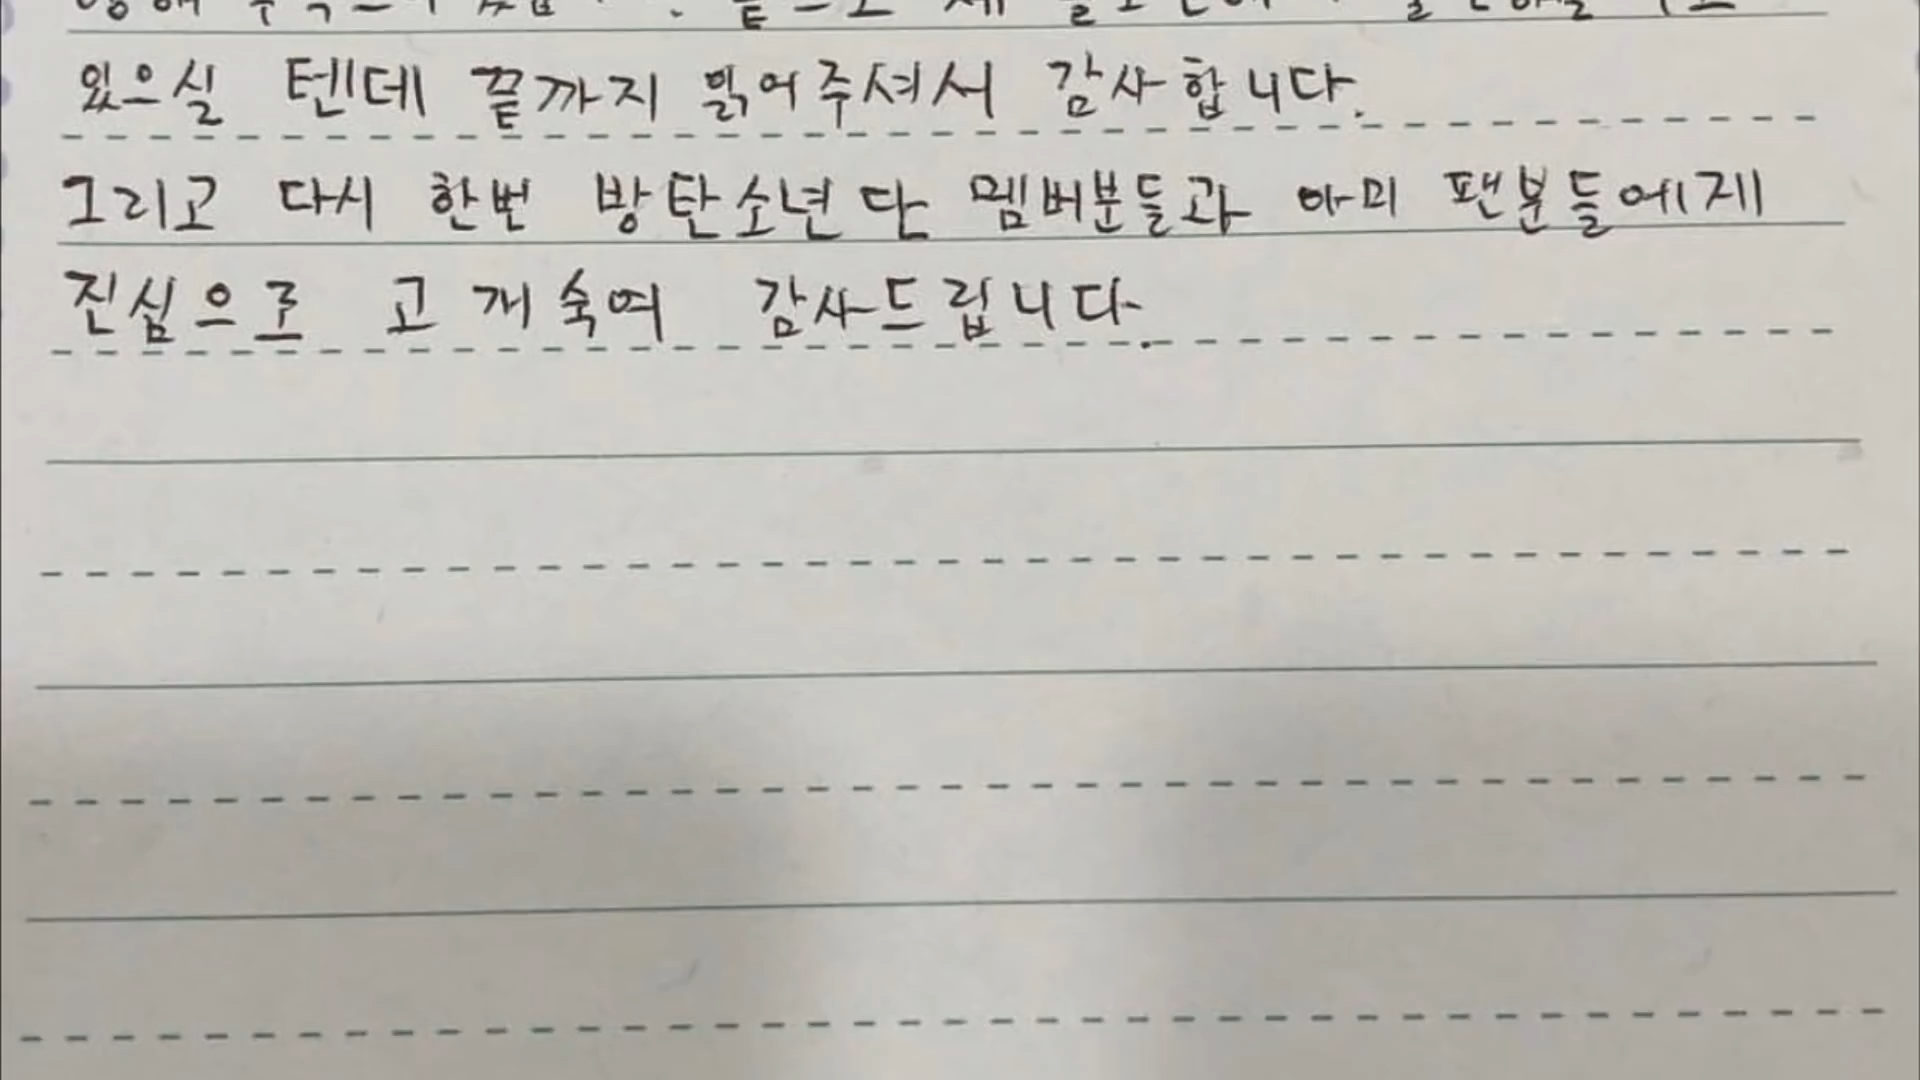 있으실 텐데 끝까지 읽어주셔서 감사합니다.
그리고 다시 한번 방탄소년단 멤버분들과 아미 팬분들에게
진심으로 고개숙여 감사드립니다.